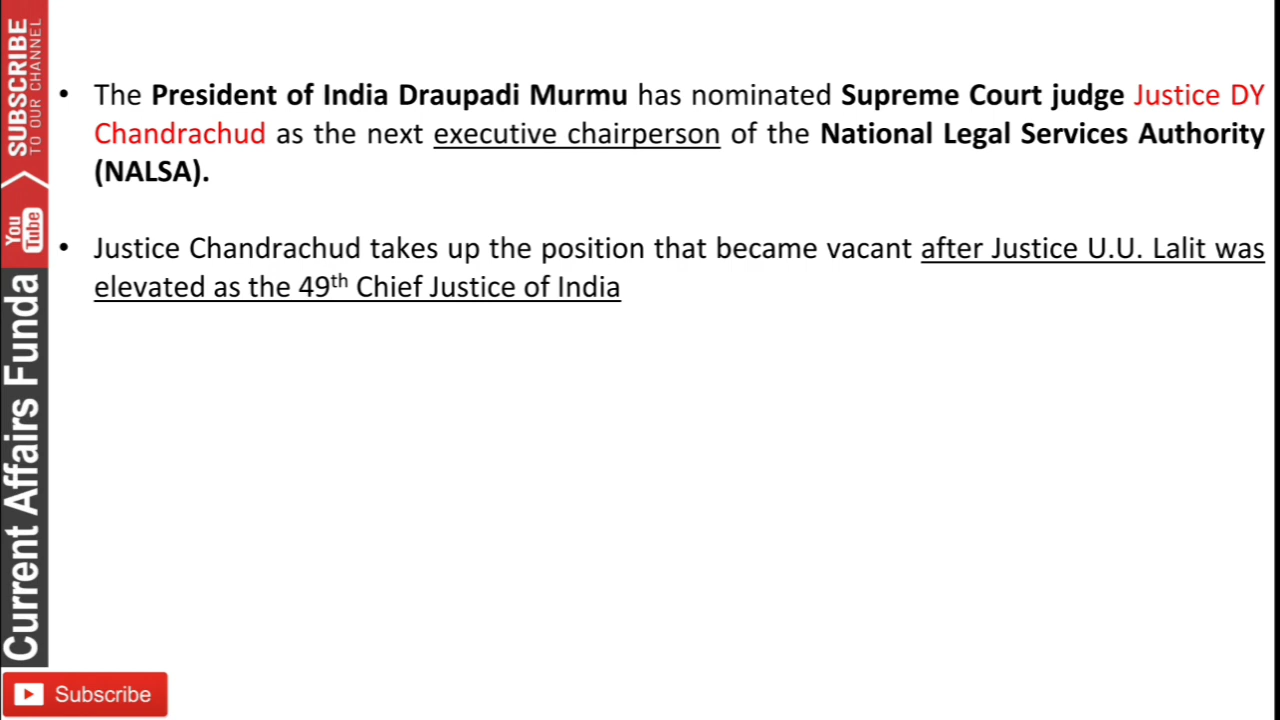 • The President of India Draupadi Murmu has nominated Supreme Court judge Justice DY
Chandrachud as the next executive chairperson of the National Legal Services Authority
(NALSA).
• Justice Chandrachud takes up the position that became vacant after Justice U.U. Lalit was
elevated as the 49th Chief Justice of India
SUBSCRIBE
TO OUR CHANNEL
You
Tube
Current Affairs Funda
Subscribe